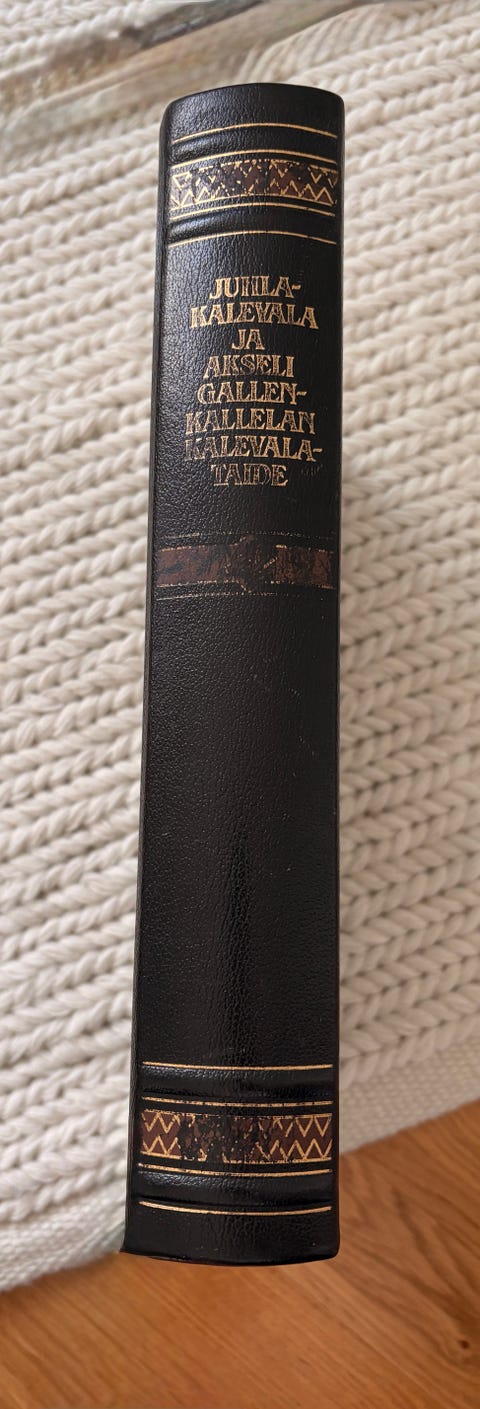 JUHLA-
KALEVALA
JA
AKSELI
GALLEN-
KALLELAN
KALEVALA-
TAIDE